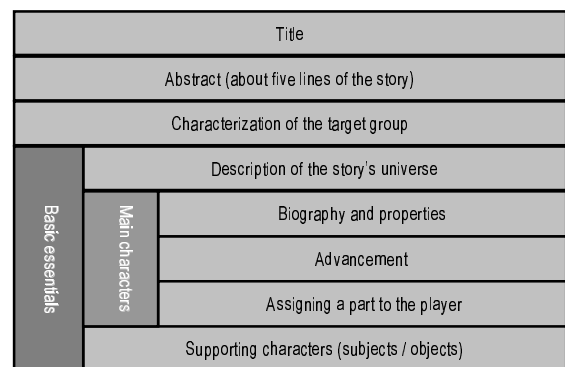 Title
Abstract (about five lines of the story)
Characterization of the target group
Basic essentials
Description of the story's universe
Main characters
Biography and properties
Advancement
Assigning a part to the player
Supporting characters (subjects / objects)